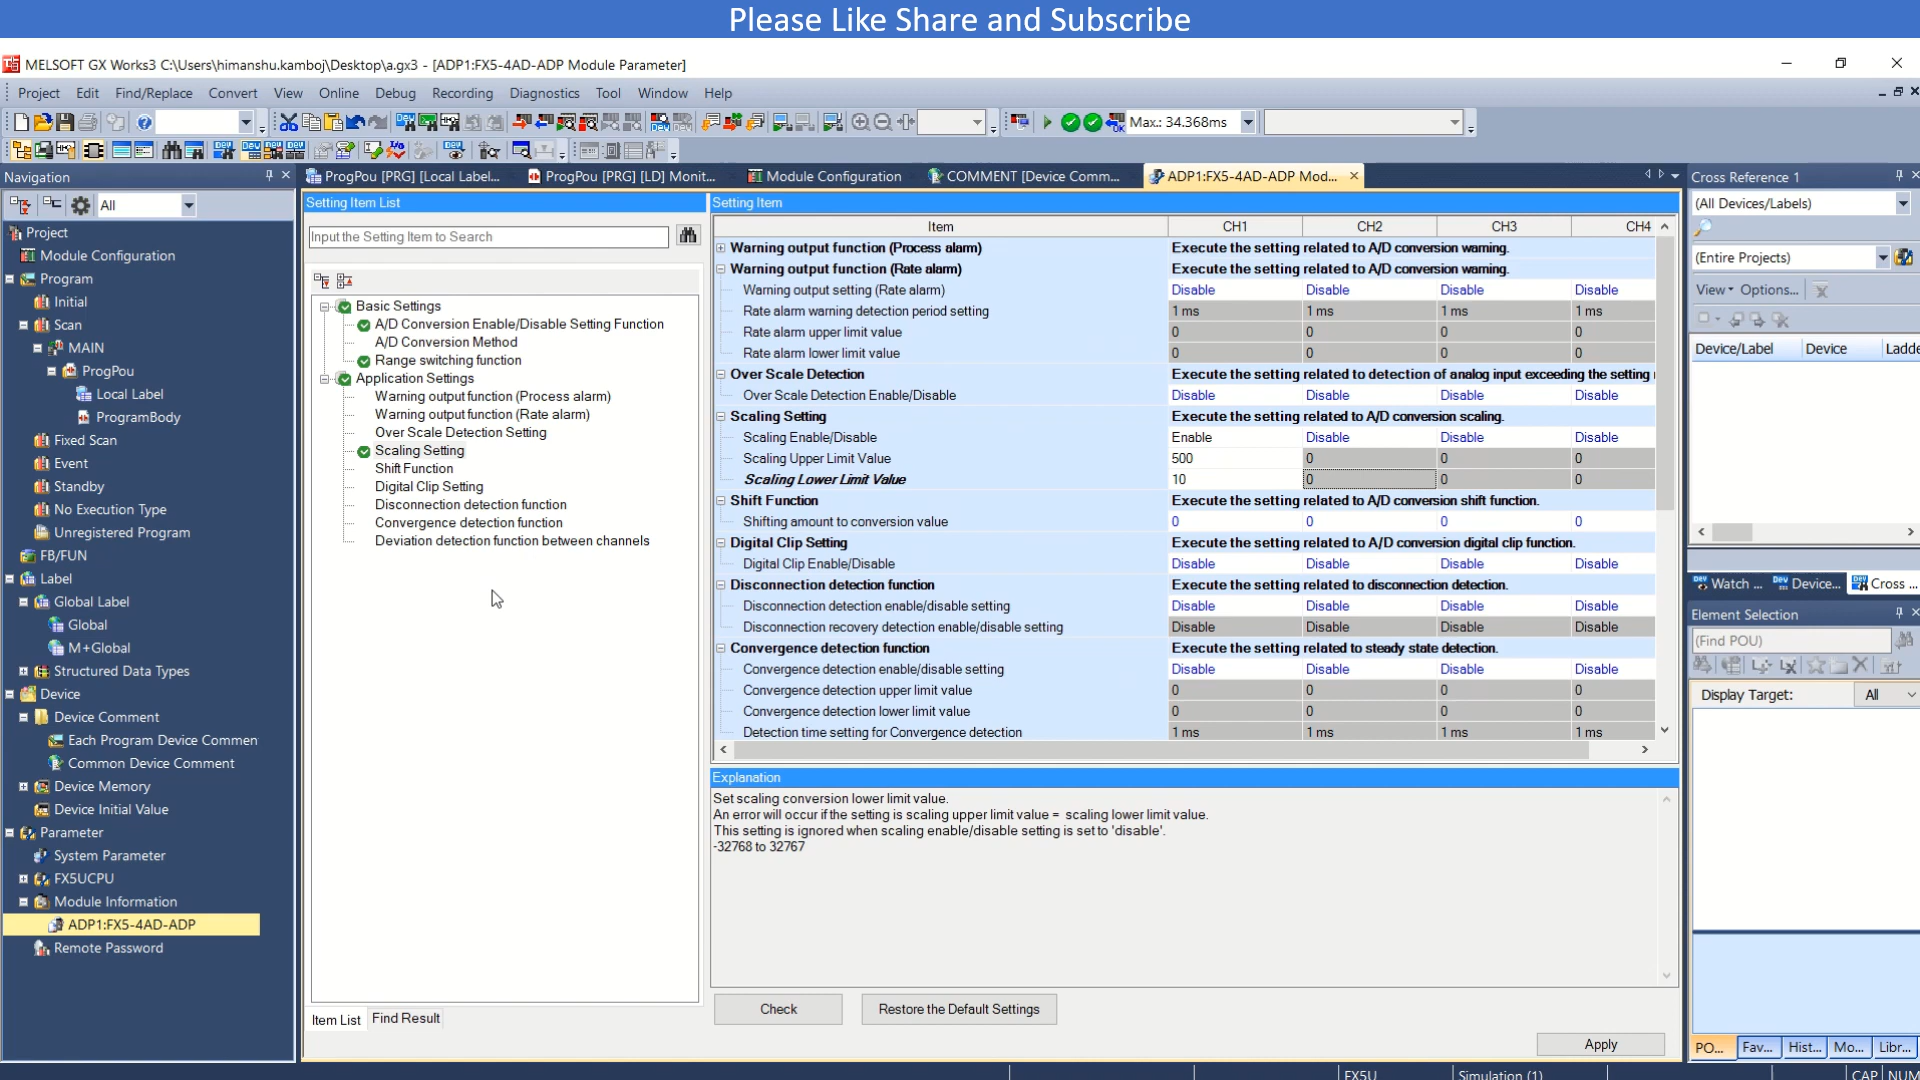 Please Like Share and Subscribe
MELSOFT GX Works3 C:\Users\himanshu.kamboj\Desktop\a.gx3 - [ADP1:FX5-4AD-ADP Module Parameter]
Project Edit Find/Replace Convert View Online Debug Recording Diagnostics Tool Window Help
Max.: 34.368ms
Navigation
ProgPou [PRG] [Local Label...
ProgPou [PRG] [LD] Monit...
Module Configuration
COMMENT [Device Comm...
ADP1:FX5-4AD-ADP Mod...
All
Project
Module Configuration
Program
Initial
Scan
MAIN
ProgPou
Local Label
ProgramBody
Fixed Scan
Event
Standby
No Execution Type
Unregistered Program
FB/FUN
Label
Global Label
Global
M+Global
Structured Data Types
Device
Device Comment
Each Program Device Commen
Common Device Comment
Device Memory
Device Initial Value
Parameter
System Parameter
FX5UCPU
Module Information
ADP1:FX5-4AD-ADP
Remote Password
Setting Item List
Input the Setting Item to Search
Basic Settings
A/D Conversion Enable/Disable Setting Function
A/D Conversion Method
Range switching function
Application Settings
Warning output function (Process alarm)
Warning output function (Rate alarm)
Over Scale Detection Setting
Scaling Setting
Shift Function
Digital Clip Setting
Disconnection detection function
Convergence detection function
Deviation detection function between channels
Item List Find Result
Setting Item
Item CH1 CH2 CH3 CH4
Warning output function (Process alarm) Execute the setting related to A/D conversion warning.
Warning output function (Rate alarm) Execute the setting related to A/D conversion warning.
Warning output setting (Rate alarm) Disable Disable Disable Disable
Rate alarm warning detection period setting 1 ms 1 ms 1 ms 1 ms
Rate alarm upper limit value 0 0 0 0
Rate alarm lower limit value 0 0 0 0
Over Scale Detection Execute the setting related to detection of analog input exceeding the setting
Over Scale Detection Enable/Disable Disable Disable Disable Disable
Scaling Setting Execute the setting related to A/D conversion scaling.
Scaling Enable/Disable Enable Disable Disable Disable
Scaling Upper Limit Value 500 0 0 0
Scaling Lower Limit Value 10 0 0 0
Shift Function Execute the setting related to A/D conversion shift function.
Shifting amount to conversion value 0 0 0 0
Digital Clip Setting Execute the setting related to A/D conversion digital clip function.
Digital Clip Enable/Disable Disable Disable Disable Disable
Disconnection detection function Execute the setting related to disconnection detection.
Disconnection detection enable/disable setting Disable Disable Disable Disable
Disconnection recovery detection enable/disable setting Disable Disable Disable Disable
Convergence detection function Execute the setting related to steady state detection.
Convergence detection enable/disable setting Disable Disable Disable Disable
Convergence detection upper limit value 0 0 0 0
Convergence detection lower limit value 0 0 0 0
Detection time setting for Convergence detection 1 ms 1 ms 1 ms 1 ms
Explanation
Set scaling conversion lower limit value.
An error will occur if the setting is scaling upper limit value = scaling lower limit value.
This setting is ignored when scaling enable/disable setting is set to 'disable'.
-32768 to 32767
Check Restore the Default Settings
Apply
Cross Reference 1
(All Devices/Labels)
(Entire Projects)
View Options...
Device/Label Device Ladde
Watch ... Device... Cross ...
Element Selection
(Find POU)
Display Target: All
PO... Fav... Hist... Mo... Libr...
FX5U Simulation (1) CAP NUM